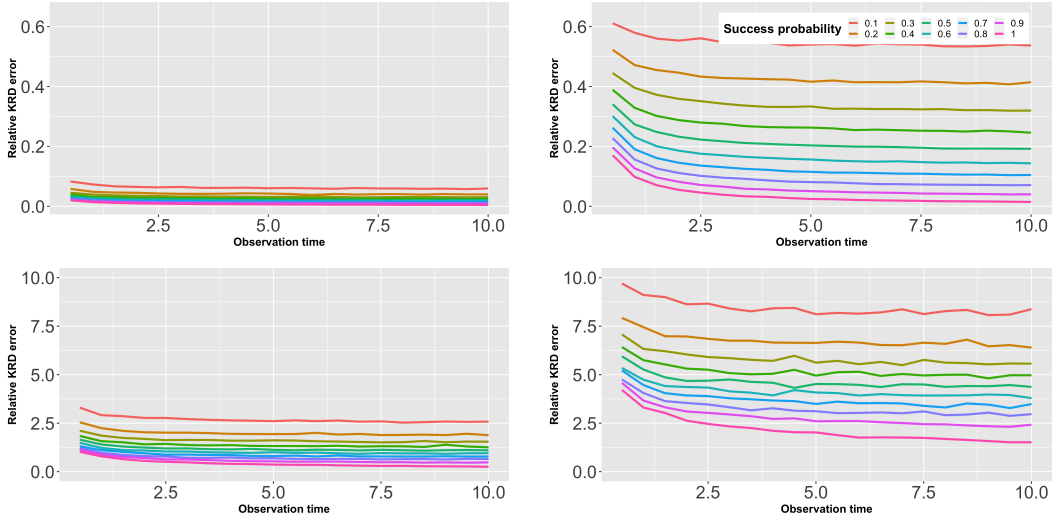 0.6
0.4
0.2
0.0
Relative KRD error
2.5 5.0 7.5 10.0
Observation time
0.6
0.4
0.2
0.0
Relative KRD error
Success probability
0.1 0.3 0.5 0.7 0.9
0.2 0.4 0.6 0.8 1
2.5 5.0 7.5 10.0
Observation time
10.0
7.5
5.0
2.5
0.0
Relative KRD error
2.5 5.0 7.5 10.0
Observation time
10.0
7.5
5.0
2.5
0.0
Relative KRD error
2.5 5.0 7.5 10.0
Observation time